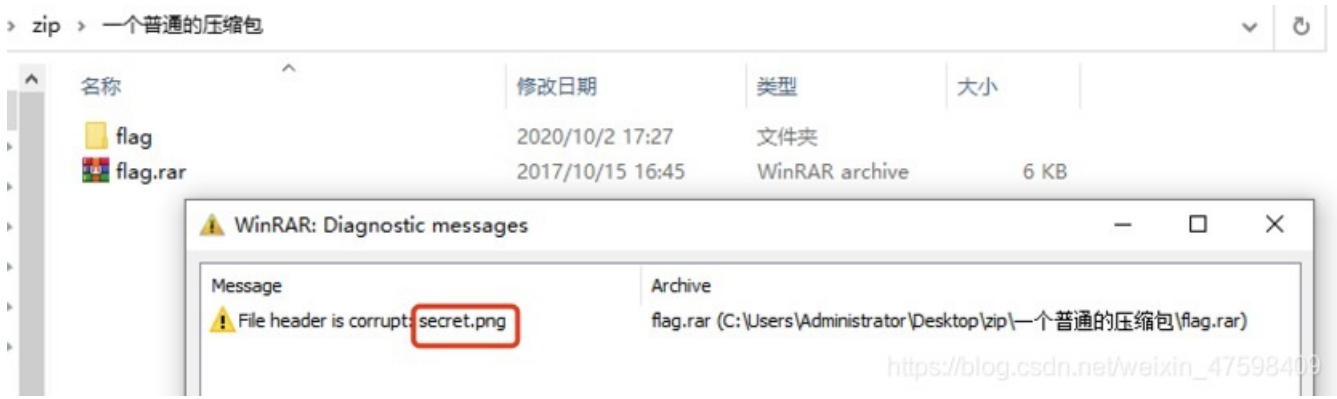 zip › 一个普通的压缩包
名称 修改日期 类型 大小
flag 2020/10/2 17:27 文件夹
flag.rar 2017/10/15 16:45 WinRAR archive 6 KB
WinRAR: Diagnostic messages
Message Archive
File header is corrupt: secret.png flag.rar (C:\Users\Administrator\Desktop\zip\一个普通的压缩包\flag.rar)
https://blog.csdn.net/weixin_47598409